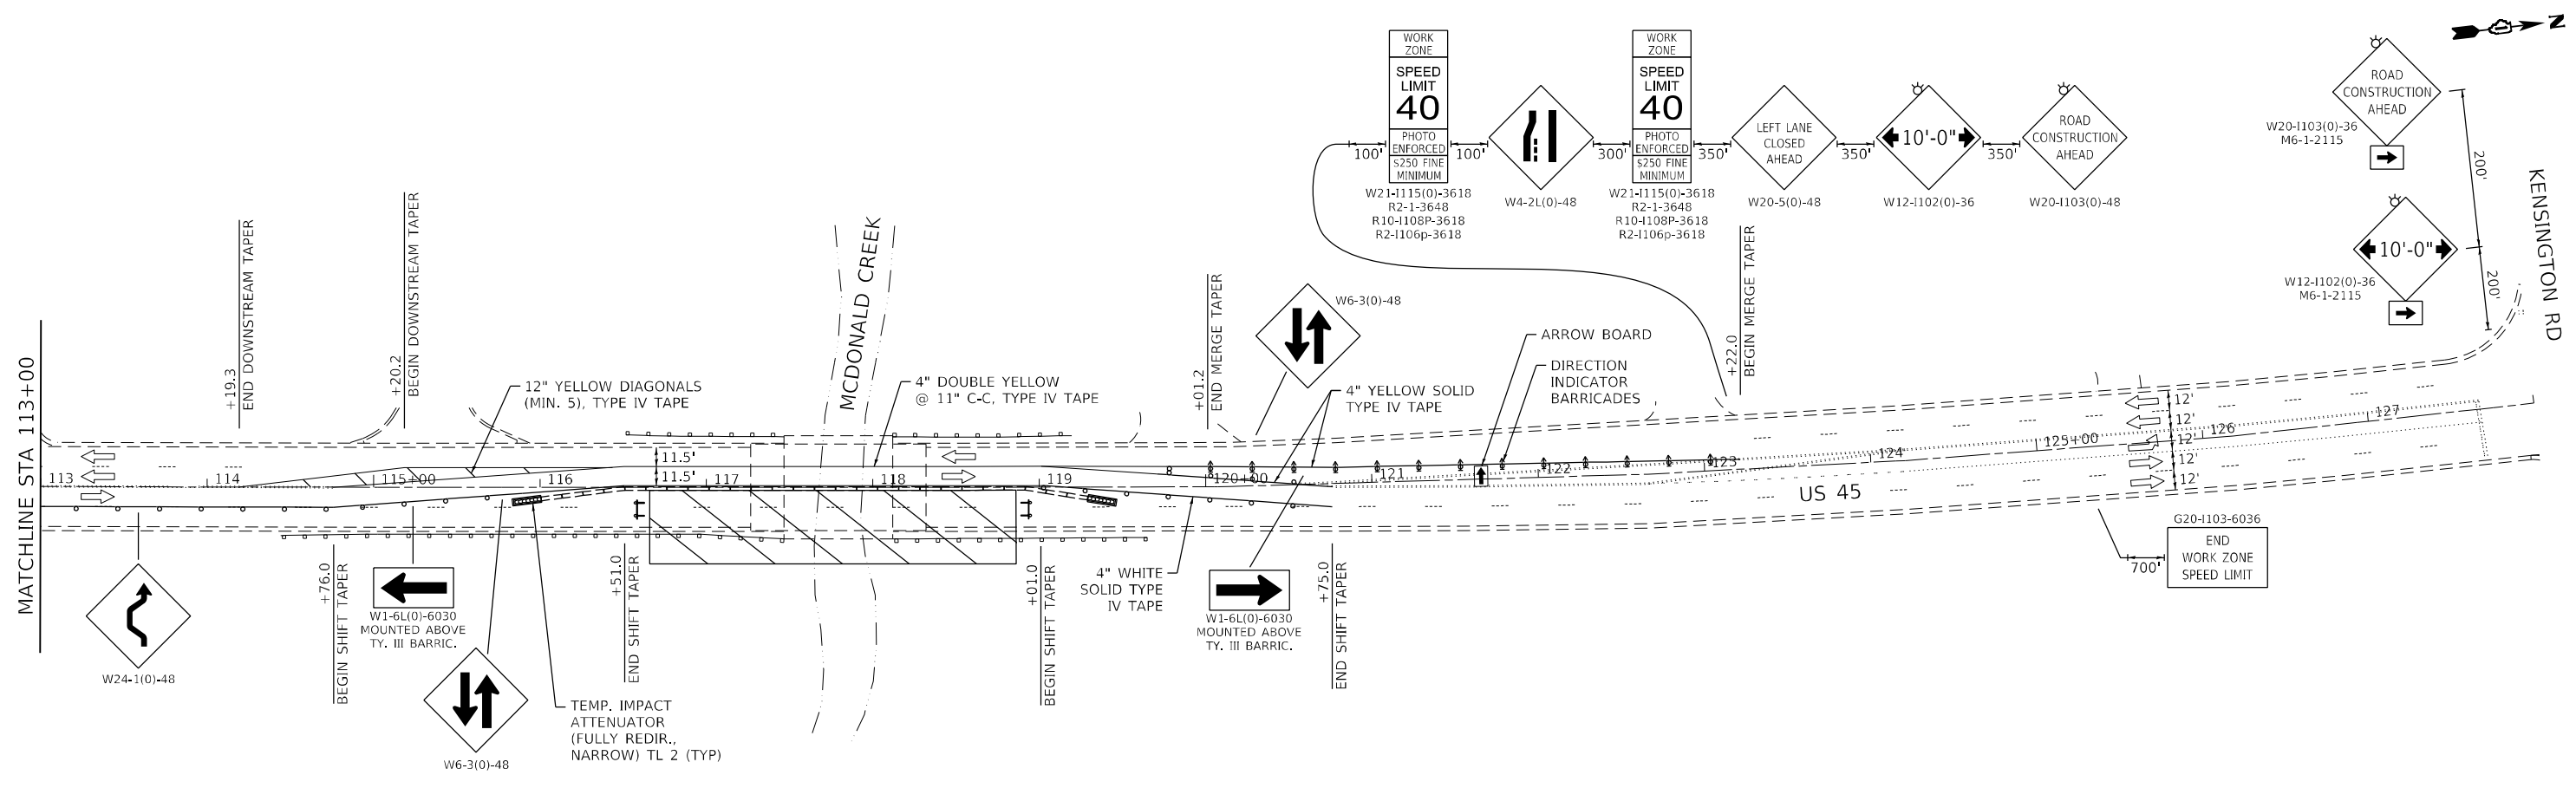 N
WORK
ZONE
SPEED
LIMIT
40
PHOTO
ENFORCED
$250 FINE
MINIMUM
W21-I115(0)-3618
R2-1-3648
R10-I108P-3618
R2-I106p-3618
100'
100'
W4-2L(0)-48
300'
WORK
ZONE
SPEED
LIMIT
40
PHOTO
ENFORCED
$250 FINE
MINIMUM
W21-I115(0)-3618
R2-1-3648
R10-I108P-3618
R2-I106p-3618
350'
LEFT LANE
CLOSED
AHEAD
W20-5(0)-48
350'
10'-0"
W12-I102(0)-36
350'
ROAD
CONSTRUCTION
AHEAD
W20-I103(0)-48
ROAD
CONSTRUCTION
AHEAD
W20-I103(0)-36
M6-1-2115
200'
10'-0"
W12-I102(0)-36
M6-1-2115
200'
KENSINGTON RD
MATCHLINE STA 113+00
+19.3
END DOWNSTREAM TAPER
+20.2
BEGIN DOWNSTREAM TAPER
12" YELLOW DIAGONALS
(MIN. 5), TYPE IV TAPE
MCDONALD CREEK
4" DOUBLE YELLOW
@ 11" C-C, TYPE IV TAPE
+01.2
END MERGE TAPER
W6-3(0)-48
4" YELLOW SOLID
TYPE IV TAPE
ARROW BOARD
DIRECTION
INDICATOR
BARRICADES
+22.0
BEGIN MERGE TAPER
11.5'
11.5'
113
114
115+00
116
117
118
119
120+00
121
122
123
124
125+00
126
127
12'
12'
12'
12'
12'
US 45
W24-1(0)-48
+76.0
BEGIN SHIFT TAPER
W1-6L(0)-6030
MOUNTED ABOVE
TY. III BARRIC.
W6-3(0)-48
+51.0
END SHIFT TAPER
TEMP. IMPACT
ATTENUATOR
(FULLY REDIR.,
NARROW) TL 2 (TYP)
+01.0
BEGIN SHIFT TAPER
4" WHITE
SOLID TYPE
IV TAPE
W1-6L(0)-6030
MOUNTED ABOVE
TY. III BARRIC.
+75.0
END SHIFT TAPER
700'
G20-I103-6036
END
WORK ZONE
SPEED LIMIT